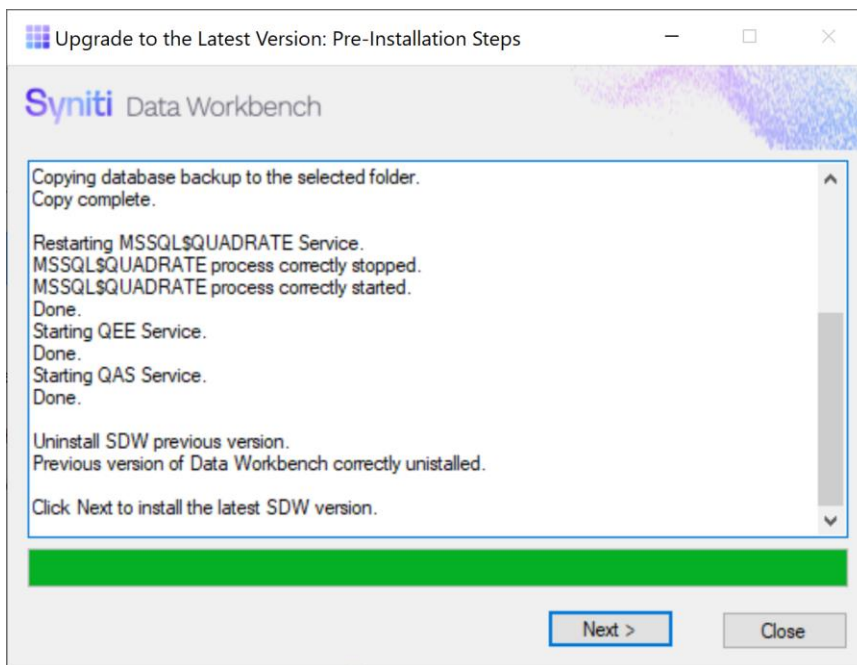 Upgrade to the Latest Version: Pre-Installation Steps
Syniti Data Workbench
Copying database backup to the selected folder.
Copy complete.
Restarting MSSQL$QUADRATE Service.
MSSQL$QUADRATE process correctly stopped.
MSSQL$QUADRATE process correctly started.
Done.
Starting QEE Service.
Done.
Starting QAS Service.
Done.
Uninstall SDW previous version.
Previous version of Data Workbench correctly unistalled.
Click Next to install the latest SDW version.
Next >
Close